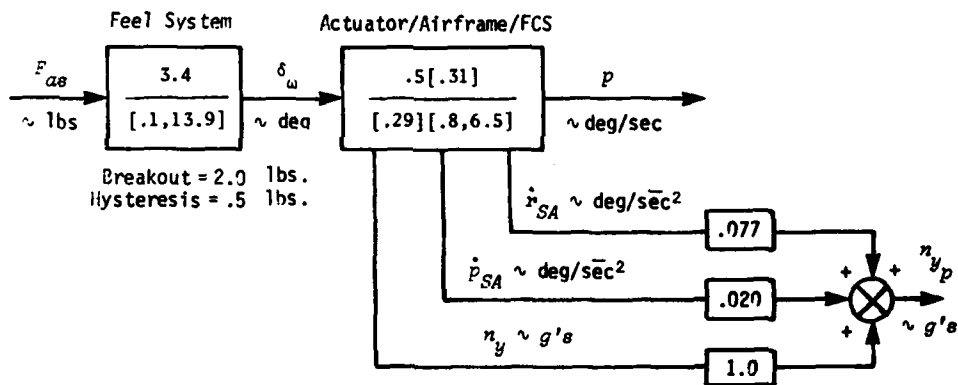 Feel System
Actuator/Airframe/FCS
F_as
~ lbs
3.4
[.1,13.9]
δ_ω
~ deg
.5[.31]
[.29][.8,6.5]
p
~ deg/sec
Breakout = 2.0 lbs.
Hysteresis = .5 lbs.
ṙ_SA ~ deg/s̅e̅c²
.077
ṗ_SA ~ deg/s̅e̅c²
.020
n_y ~ g's
1.0
+
+
+
n_y_p
~ g's